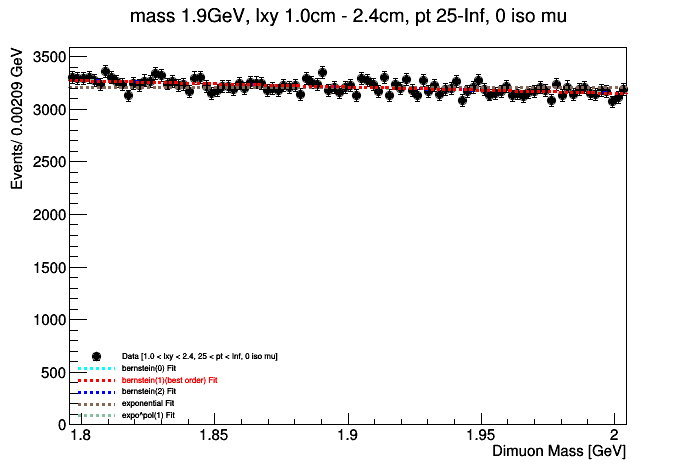 mass 1.9GeV, lxy 1.0cm - 2.4cm, pt 25-Inf, 0 iso mu
Events/ 0.00209 GeV
3500
3000
2500
2000
1500
1000
500
0
Data [1.0 < lxy < 2.4, 25 < pt < Inf, 0 iso mu]
bernstein(0) Fit
bernstein(1)(best order) Fit
bernstein(2) Fit
exponential Fit
expo^pol(1) Fit
1.8 1.85 1.9 1.95 2
Dimuon Mass [GeV]